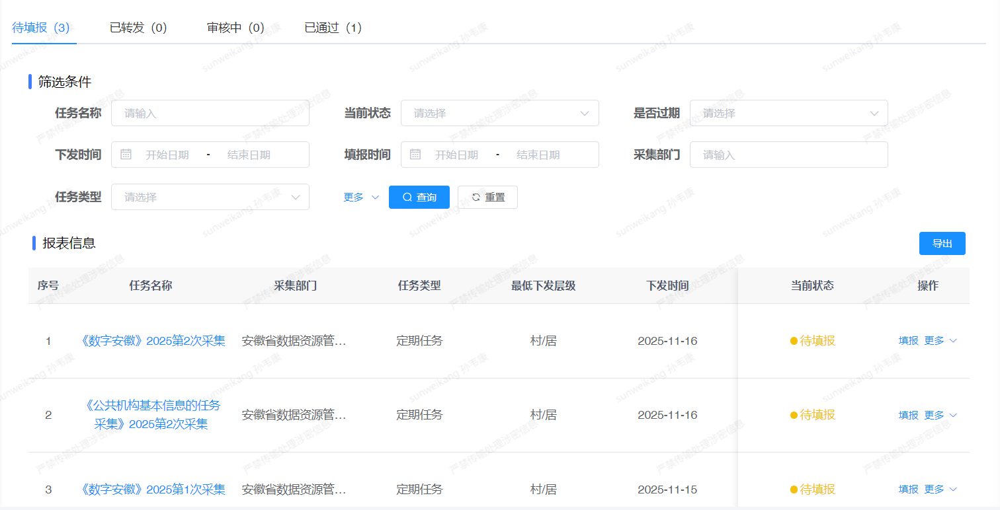 待填报（3） 已转发（0） 审核中（0） 已通过（1）
筛选条件
任务名称 请输入 当前状态 请选择 是否过期 请选择
下发时间 开始日期 - 结束日期 填报时间 开始日期 - 结束日期 采集部门 请输入
任务类型 请选择 更多 查询 重置
报表信息 导出
序号 任务名称 采集部门 任务类型 最低下发层级 下发时间 当前状态 操作
1 《数字安徽》2025第2次采集 安徽省数据资源管... 定期任务 村/居 2025-11-16 待填报 填报 更多
2 《公共机构基本信息的任务
采集》2025第2次采集 安徽省数据资源管... 定期任务 村/居 2025-11-16 待填报 填报 更多
3 《数字安徽》2025第1次采集 安徽省数据资源管... 定期任务 村/居 2025-11-15 待填报 填报 更多
sunweikang 孙韦康
严禁传输处理涉密信息